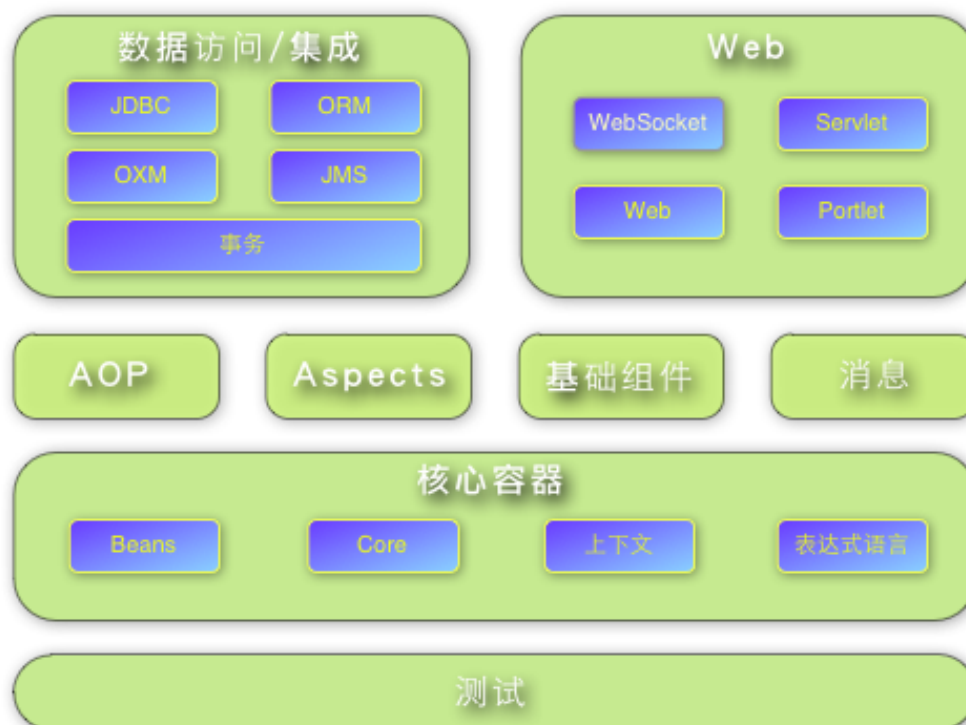 数据访问/集成
JDBC
ORM
OXM
JMS
事务
Web
WebSocket
Servlet
Web
Portlet
AOP
Aspects
基础组件
消息
核心容器
Beans
Core
上下文
表达式语言
测试